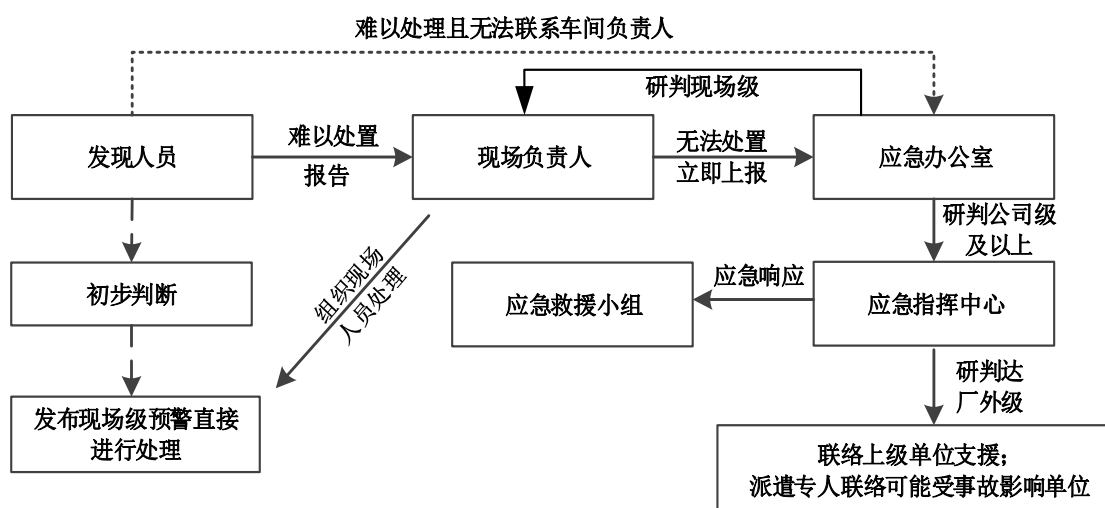 难以处理且无法联系车间负责人
研判现场级
发现人员
难以处置
报告
现场负责人
无法处置
立即上报
应急办公室
研判公司级
及以上
初步判断
组织现场
人员处理
应急救援小组
应急响应
应急指挥中心
研判达
厂外级
发布现场级预警直接
进行处理
联络上级单位支援；
派遣专人联络可能受事故影响单位